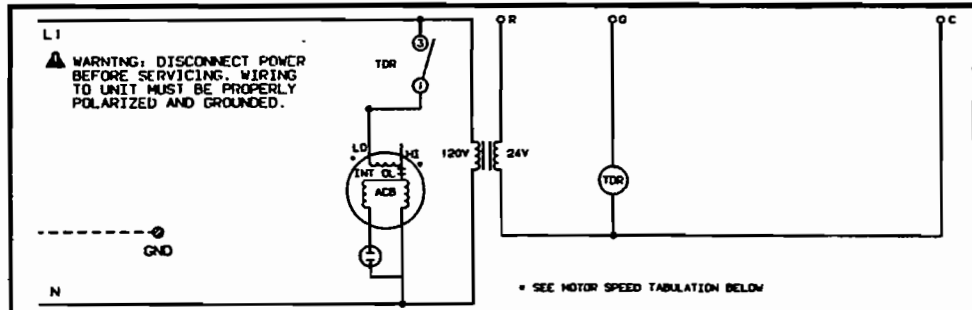 L1
R
G
C
WARNTNG: DISCONNECT POWER
BEFORE SERVICING. WIRING
TO UNIT MUST BE PROPERLY
POLARIZED AND GROUNDED.
3
TDR
1
LO
HI
*
*
INT OL
ACB
120V
24V
TDR
GND
N
* SEE MOTOR SPEED TABULATION BELOW